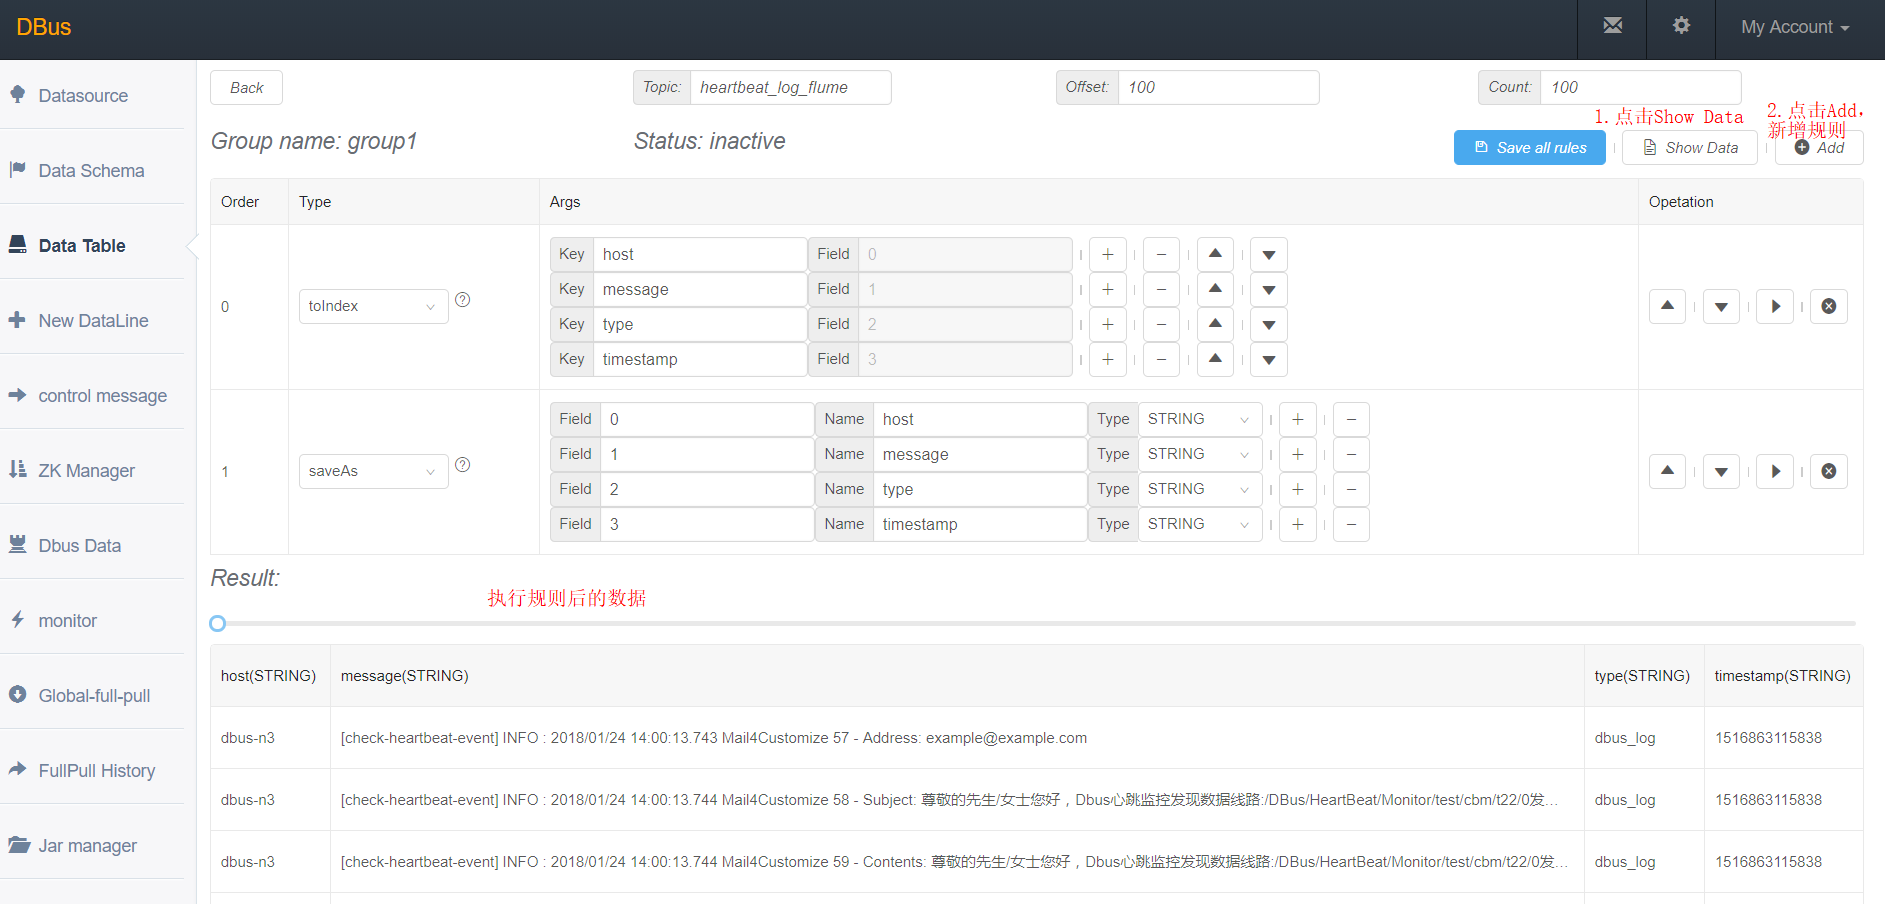 DBus
My Account
Datasource
Data Schema
Data Table
New DataLine
control message
ZK Manager
Dbus Data
monitor
Global-full-pull
FullPull History
Jar manager
Back
Topic: heartbeat_log_flume
Offset: 100
Count: 100
1.点击Show Data
2.点击Add,
新增规则
Group name: group1
Status: inactive
Save all rules
Show Data
Add
Order Type Args Opetation
0 toIndex
Key host Field 0
Key message Field 1
Key type Field 2
Key timestamp Field 3
1 saveAs
Field 0 Name host Type STRING
Field 1 Name message Type STRING
Field 2 Name type Type STRING
Field 3 Name timestamp Type STRING
Result:
执行规则后的数据
host(STRING) message(STRING) type(STRING) timestamp(STRING)
dbus-n3 [check-heartbeat-event] INFO : 2018/01/24 14:00:13.743 Mail4Customize 57 - Address: example@example.com dbus_log 1516863115838
dbus-n3 [check-heartbeat-event] INFO : 2018/01/24 14:00:13.744 Mail4Customize 58 - Subject: 尊敬的先生/女士您好，Dbus心跳监控发现数据线路:/DBus/HeartBeat/Monitor/test/cbm/t22/0发... dbus_log 1516863115838
dbus-n3 [check-heartbeat-event] INFO : 2018/01/24 14:00:13.744 Mail4Customize 59 - Contents: 尊敬的先生/女士您好，Dbus心跳监控发现数据线路:/DBus/HeartBeat/Monitor/test/cbm/t22/0发... dbus_log 1516863115838